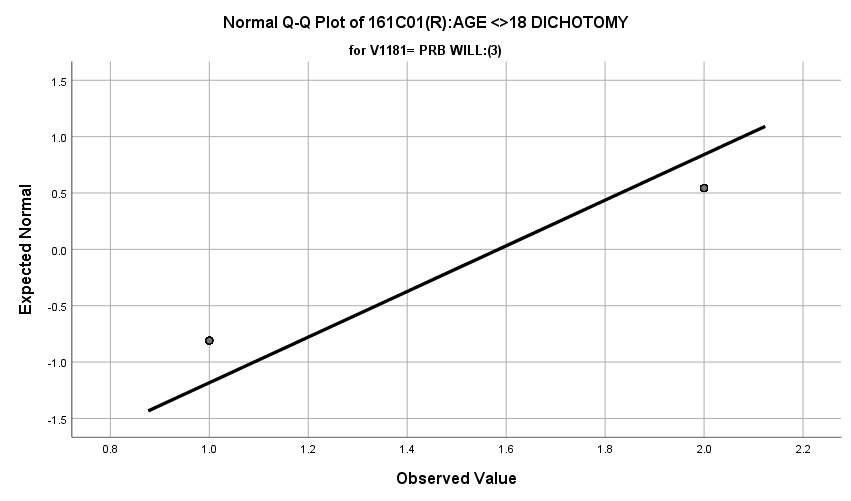 Normal Q-Q Plot of 161C01(R):AGE <>18 DICHOTOMY
for V1181= PRB WILL:(3)
1.5
1.0
0.5
0.0
-0.5
-1.0
-1.5
Expected Normal
0.8 1.0 1.2 1.4 1.6 1.8 2.0 2.2
Observed Value